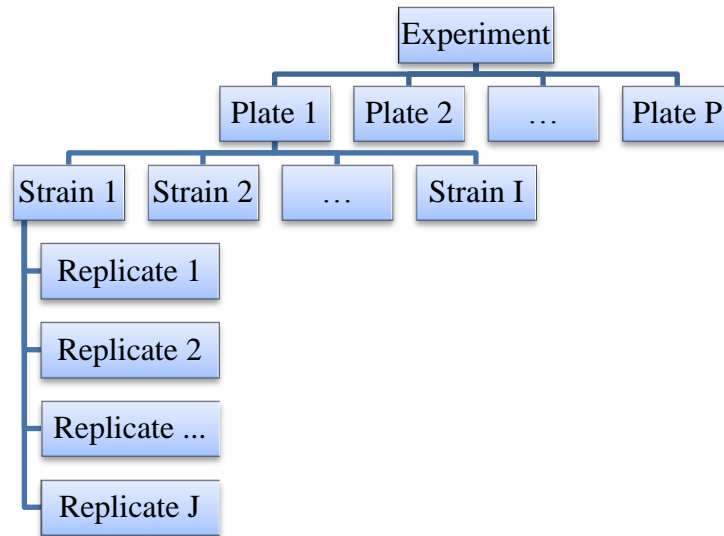 Experiment
Plate 1
Plate 2
…
Plate P
Strain 1
Strain 2
…
Strain I
Replicate 1
Replicate 2
Replicate ...
Replicate J